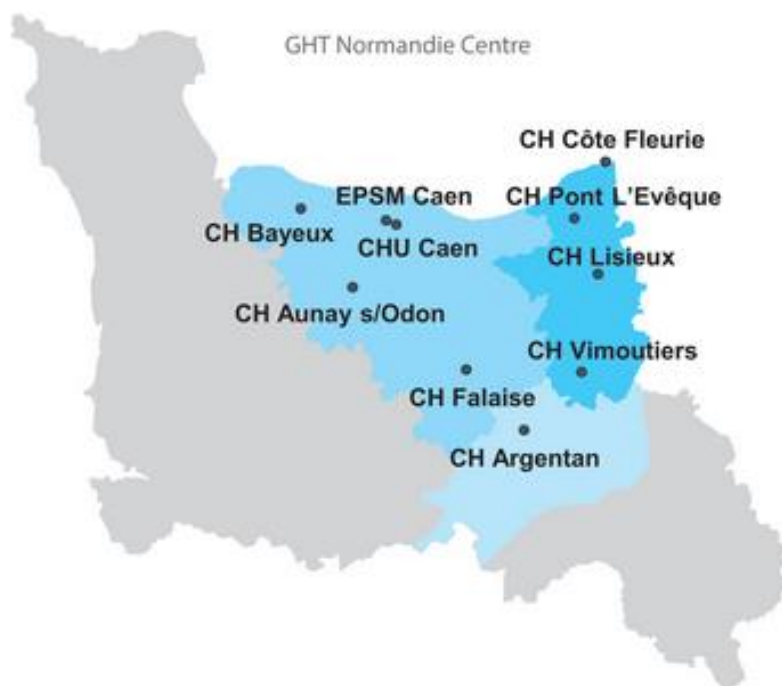 GHT Normandie Centre
CH Côte Fleurie
EPSM Caen
CH Pont L'Evêque
CH Bayeux
CHU Caen
CH Lisieux
CH Aunay s/Odon
CH Vimoutiers
CH Falaise
CH Argentan